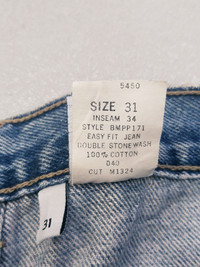 5450
SIZE 31
INSEAM 34
STYLE BMPP171
EASY FIT JEAN
DOUBLE STONEWASH
100% COTTON
040
CUT M1324
31